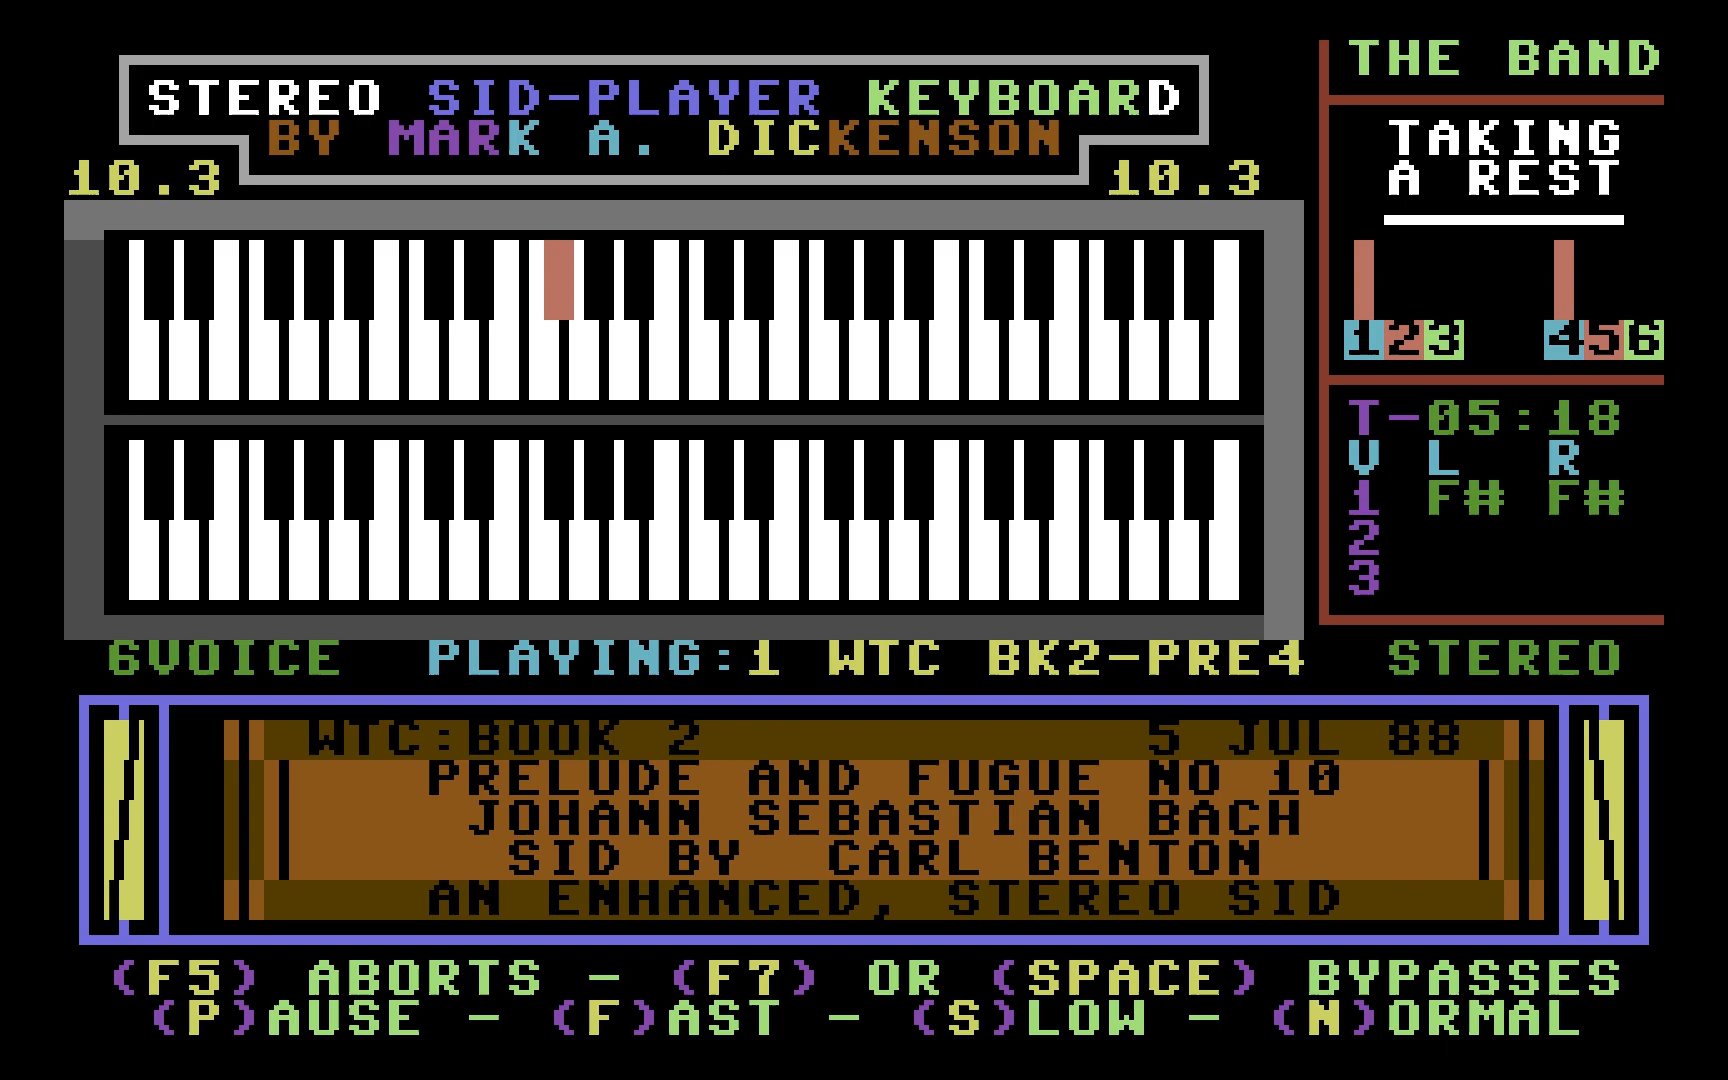 STEREO SID-PLAYER KEYBOARD
BY MARK A. DICKENSON
10.3 10.3
THE BAND
TAKING
A REST
123 456
T-05:18
V L R
1 F# F#
2
3
6VOICE PLAYING:1 WTC BK2-PRE4 STEREO
WTC:BOOK 2 5 JUL 88
PRELUDE AND FUGUE NO 10
JOHANN SEBASTIAN BACH
SID BY CARL BENTON
AN ENHANCED, STEREO SID
(F5) ABORTS - (F7) OR (SPACE) BYPASSES
(P)AUSE - (F)AST - (S)LOW - (N)ORMAL